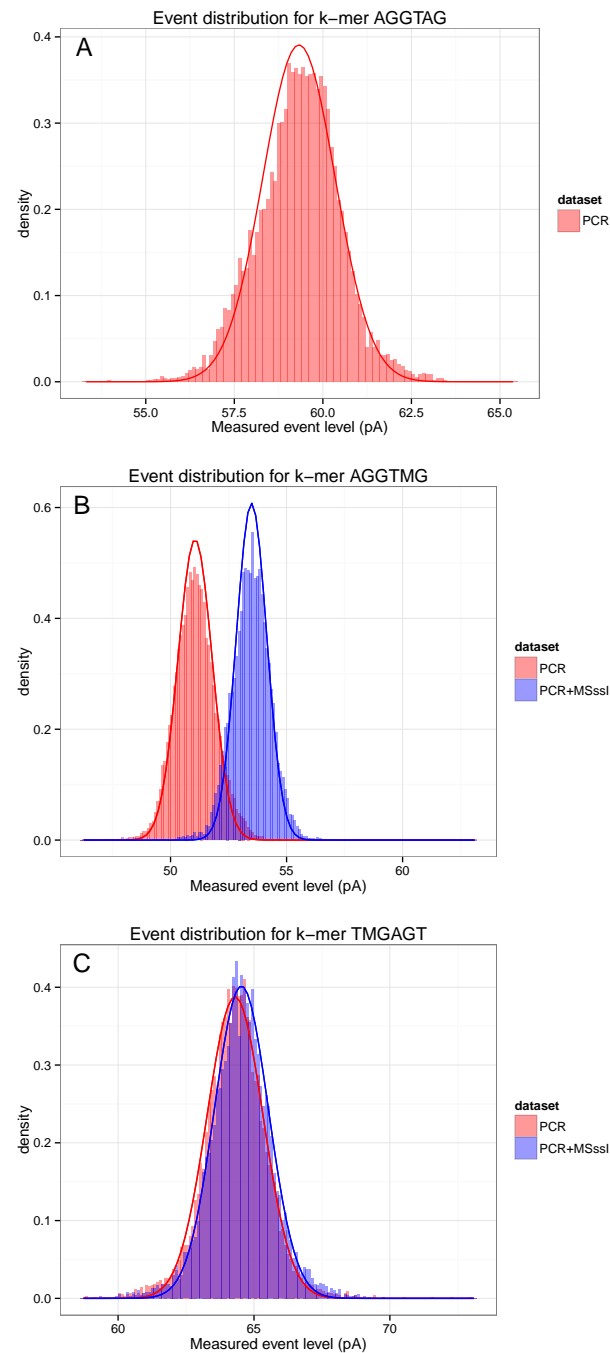 Event distribution for k−mer AGGTAG
A
0.4
0.3
0.2
0.1
0.0
density
55.0 57.5 60.0 62.5 65.0
Measured event level (pA)
dataset
PCR
Event distribution for k−mer AGGTMG
B
0.6
0.4
0.2
0.0
density
50 55 60
Measured event level (pA)
dataset
PCR
PCR+MSssI
Event distribution for k−mer TMGAGT
C
0.4
0.3
0.2
0.1
0.0
density
60 65 70
Measured event level (pA)
dataset
PCR
PCR+MSssI